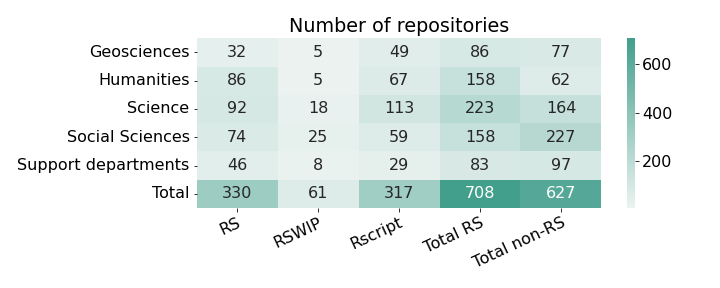 Number of repositories
Geosciences 32 5 49 86 77
Humanities 86 5 67 158 62
Science 92 18 113 223 164
Social Sciences 74 25 59 158 227
Support departments 46 8 29 83 97
Total 330 61 317 708 627
RS RSWIP Rscript Total RS Total non-RS
600
400
200